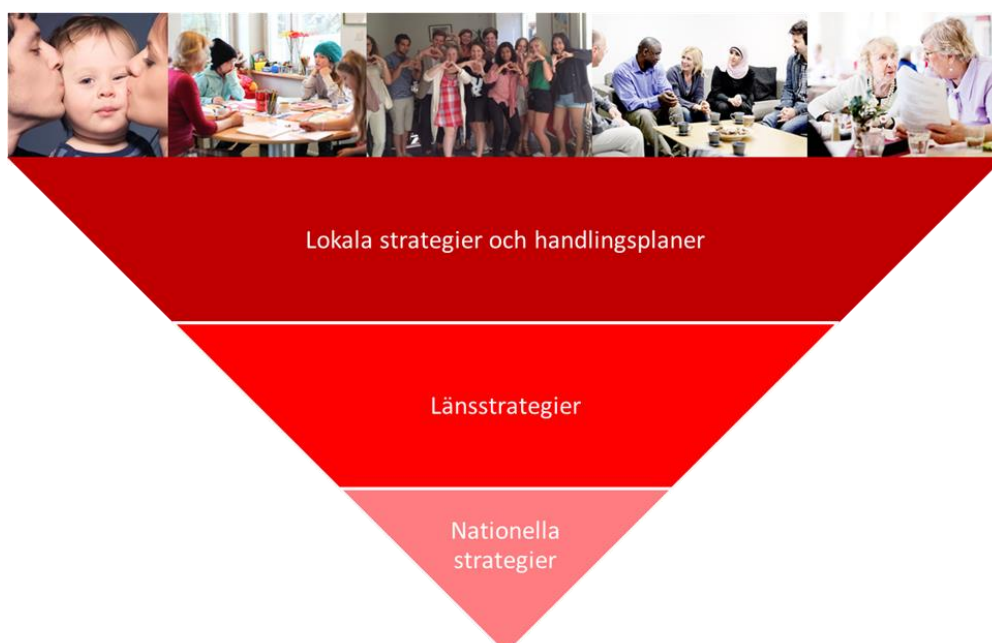 Lokala strategier och handlingsplaner
Länsstrategier
Nationella
strategier